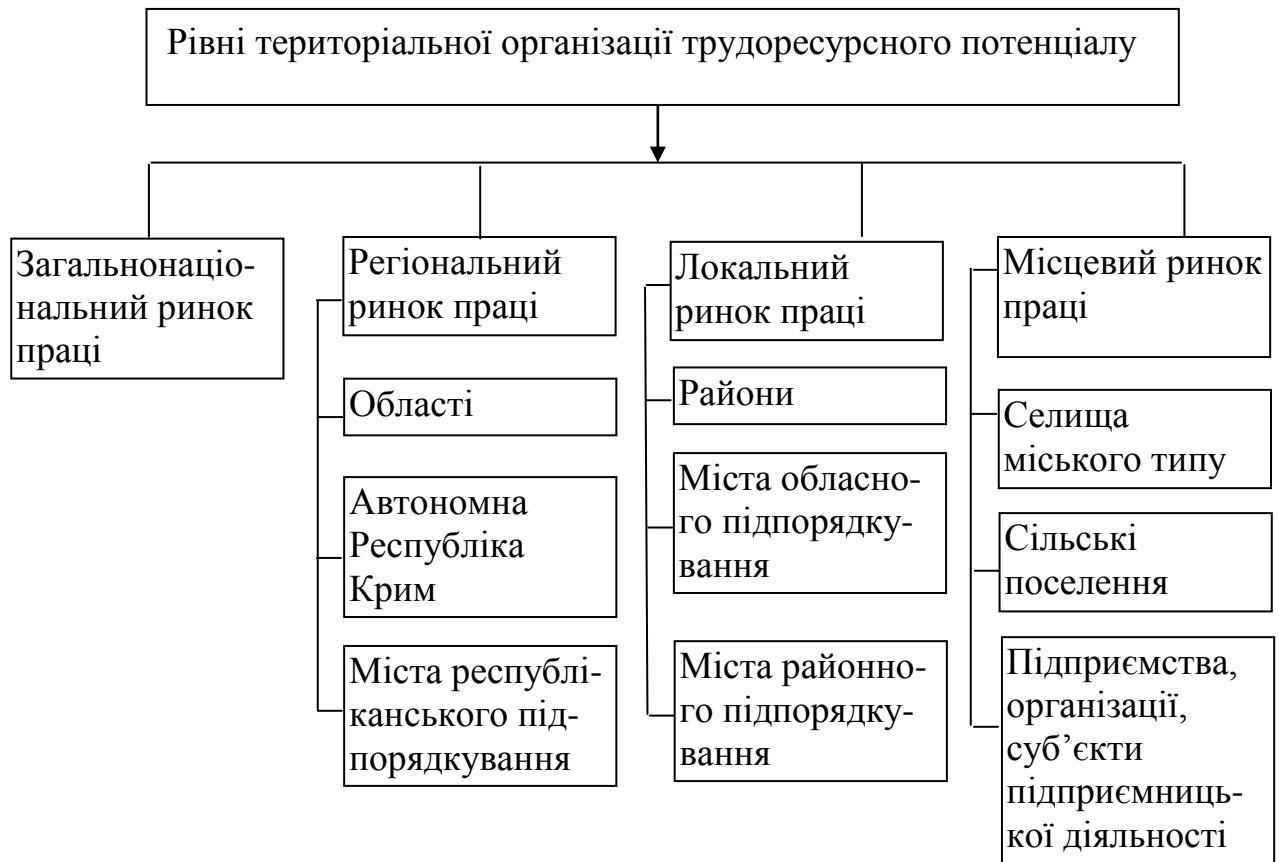 Рівні територіальної організації трудоресурсного потенціалу
Загальнонаціо-
нальний ринок
праці
Регіональний
ринок праці
Області
Автономна
Республіка
Крим
Міста республі-
канського під-
порядкування
Локальний
ринок праці
Райони
Міста обласно-
го підпорядку-
вання
Міста районно-
го підпорядку-
вання
Місцевий ринок
праці
Селища
міського типу
Сільські
поселення
Підприємства,
організації,
суб’єкти
підприємниць-
кої діяльності